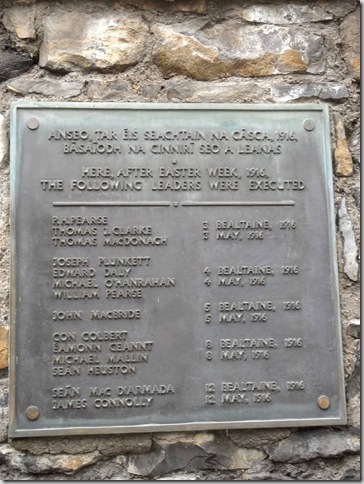 ANSEO, TAR ÉIS SEACHTAIN NA CÁSCA, 1916,
BÁSAÍODH NA CINNIRÍ SEO A LEANAS
HERE, AFTER EASTER WEEK, 1916,
THE FOLLOWING LEADERS WERE EXECUTED
P. H. PEARSE 2 BEALTAINE, 1916
THOMAS J. CLARKE 3 MAY, 1916
THOMAS MACDONAGH
JOSEPH PLUNKETT
EDWARD DALY 4 BEALTAINE, 1916
MICHAEL O'HANRAHAN 4 MAY, 1916
WILLIAM PEARSE
JOHN MACBRIDE 5 BEALTAINE, 1916
5 MAY, 1916
CON COLBERT
EAMONN CEANNT 8 BEALTAINE, 1916
MICHAEL MALLIN 8 MAY, 1916
SEÁN HEUSTON
SEÁN MAC DIARMADA 12 BEALTAINE, 1916
JAMES CONNOLLY 12 MAY, 1916